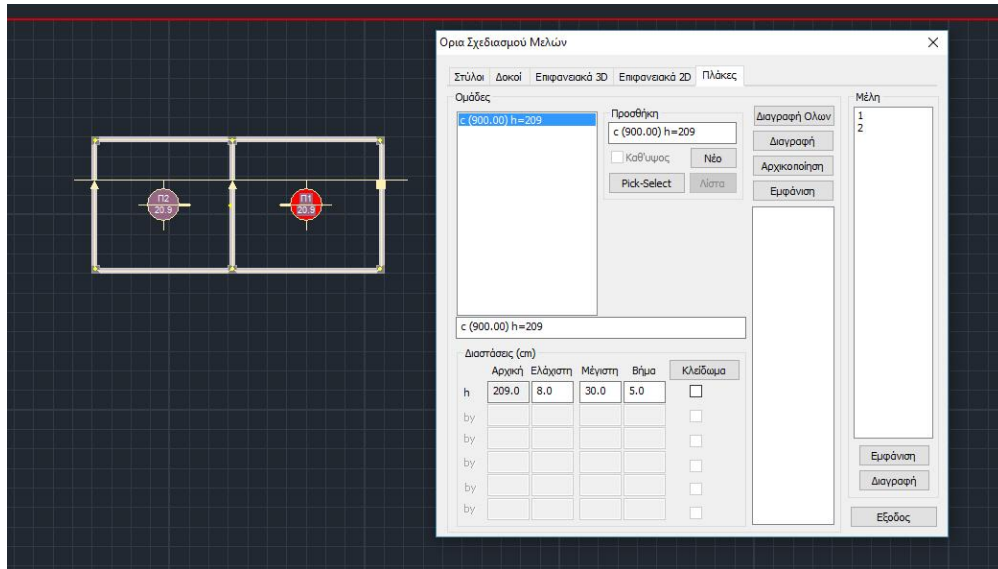 Ορια Σχεδιασμού Μελών
Στύλοι Δοκοί Επιφανειακά 3D Επιφανειακά 2D Πλάκες
Ομάδες
c (900.00) h=209
Προσθήκη
c (900.00) h=209
Καθ'υψος Νέο
Pick-Select Λίστα
Διαγραφή Ολων
Διαγραφή
Αρχικοποίηση
Εμφάνιση
Μέλη
1
2
c (900.00) h=209
Διαστάσεις (cm)
Αρχική Ελάχιστη Μέγιστη Βήμα Κλείδωμα
h 209.0 8.0 30.0 5.0
by
by
by
by
by
Εμφάνιση
Διαγραφή
Εξοδος
Π2
20.9
Π1
20.9